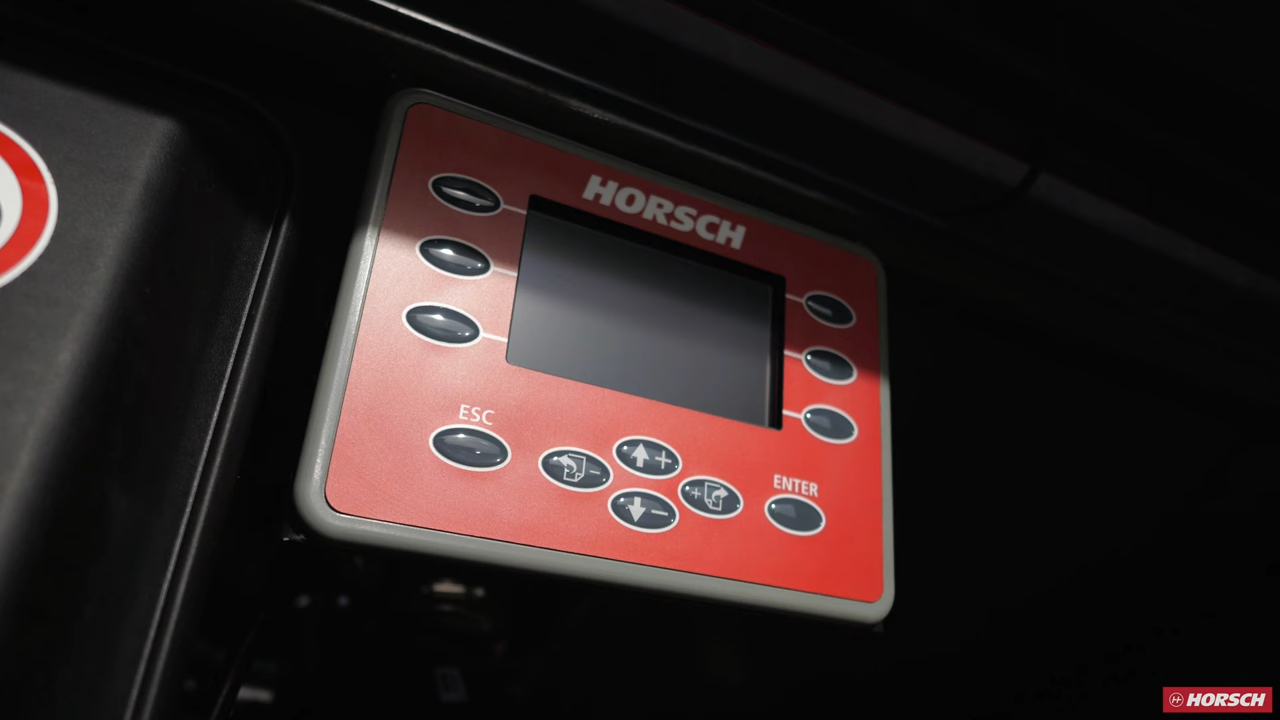 HORSCH
ESC
-
+
+
-
ENTER
HORSCH